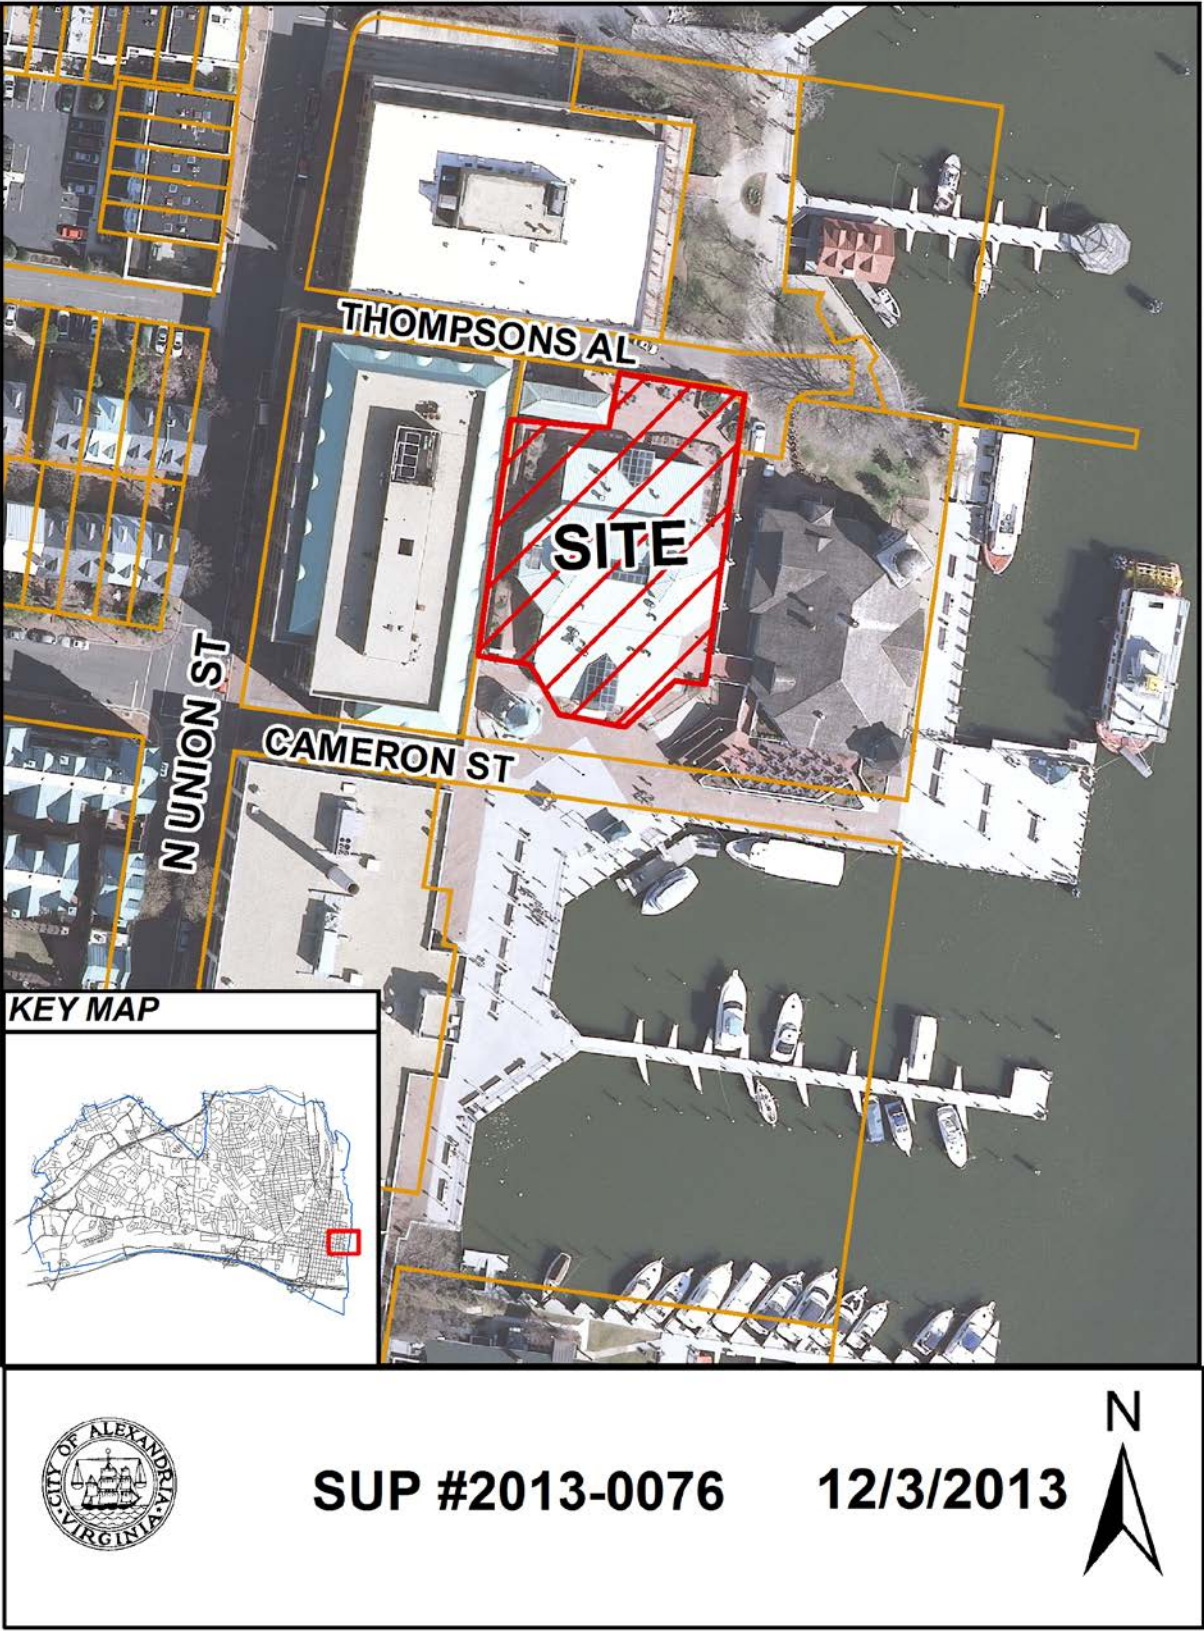 THOMPSONS AL
SITE
N UNION ST
CAMERON ST
KEY MAP
CITY OF ALEXANDRIA
VIRGINIA
SUP #2013-0076
12/3/2013
N